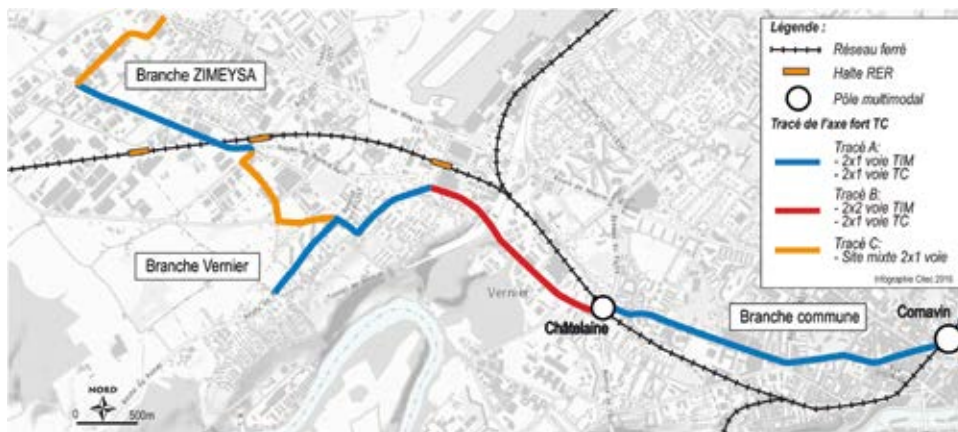 Branche ZIMEYSA
Branche Vernier
Vernier
Châtelaine
Branche commune
Cornavin
NORD
0 500m
Légende :
Réseau ferré
Halte RER
Pôle multimodal
Tracé de l'axe fort TC
Tracé A:
- 2x1 voie TIM
- 2x1 voie TC
Tracé B:
- 2x2 voie TIM
- 2x1 voie TC
Tracé C:
- Site mixte 2x1 voie
Infographie Citec 2016